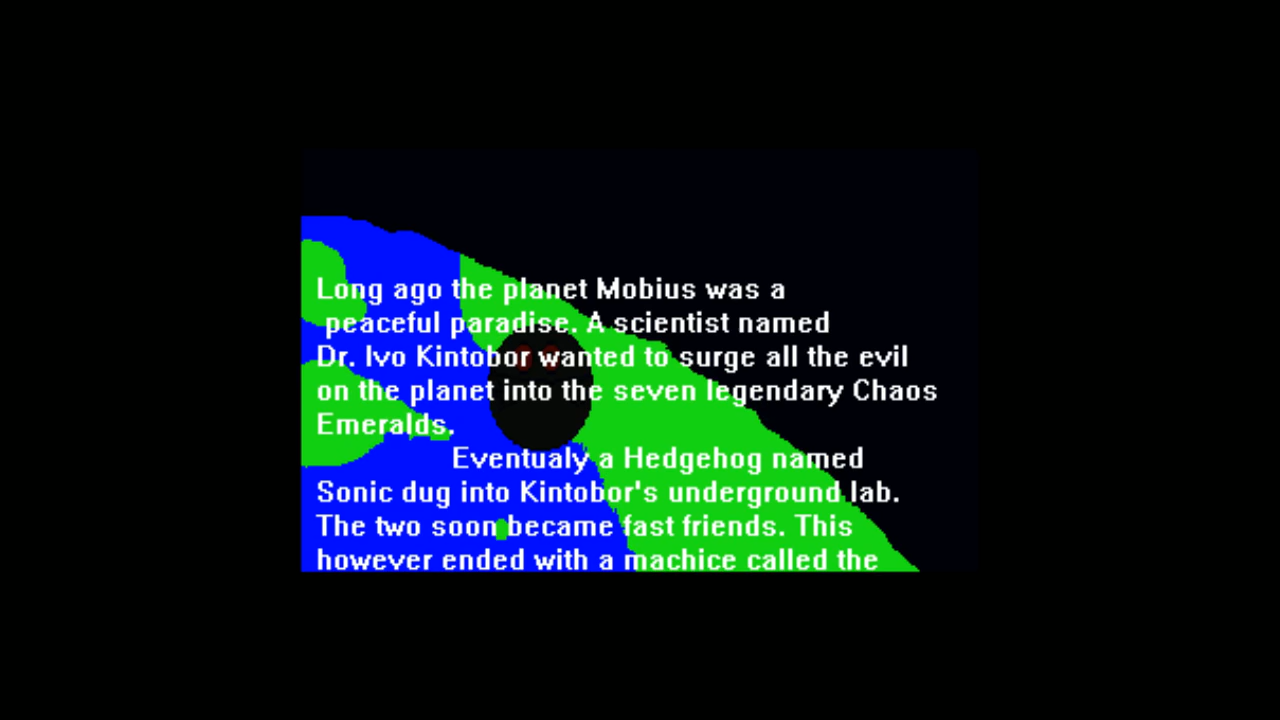 Long ago the planet Mobius was a
peaceful paradise. A scientist named
Dr. Ivo Kintobor wanted to surge all the evil
on the planet into the seven legendary Chaos
Emeralds.
Eventualy a Hedgehog named
Sonic dug into Kintobor's underground lab.
The two soon became fast friends. This
however ended with a machice called the